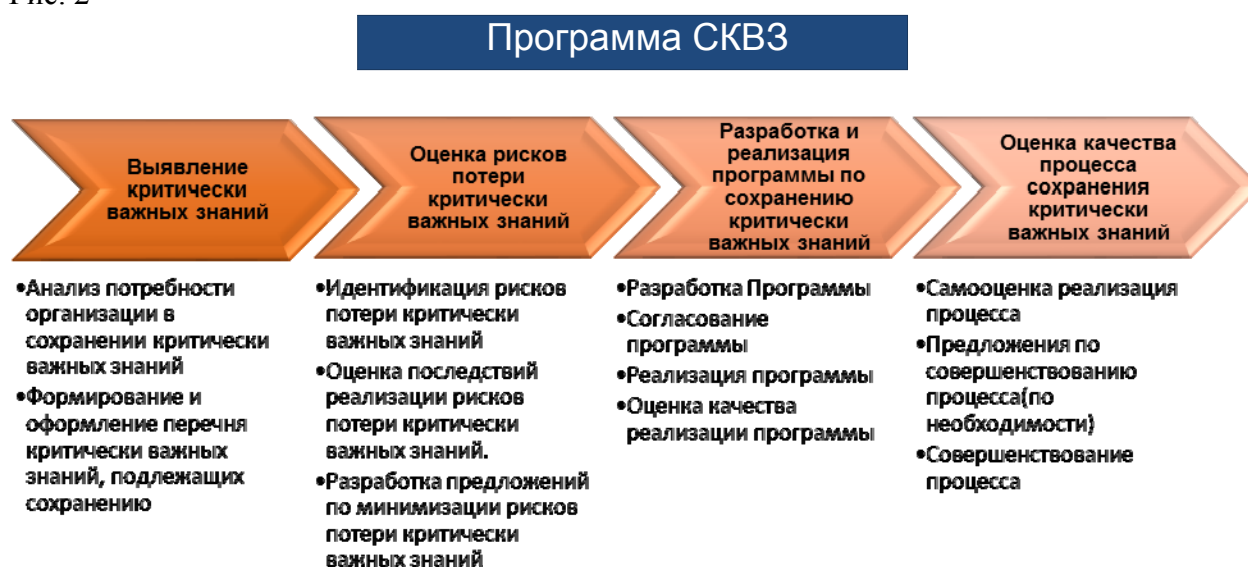 Рис. 2
Программа СКВЗ
Выявление
критически
важных знаний
Оценка рисков
потери
критически
важных знаний
Разработка и
реализация
программы по
сохранению
критически
важных знаний
Оценка качества
процесса
сохранения
критически
важных знаний
•Анализ потребности
организации в
сохранении критически
важных знаний
•Формирование и
оформление перечня
критически важных
знаний, подлежащих
сохранению
•Идентификация рисков
потери критически
важных знаний
•Оценка последствий
реализации рисков
потери критически
важных знаний.
•Разработка предложений
по минимизации рисков
потери критически
важных знаний
•Разработка Программы
•Согласование
программы
•Реализация программы
•Оценка качества
реализации программы
•Самооценка реализация
процесса
•Предложения по
совершенствованию
процесса(по
необходимости)
•Совершенствование
процесса